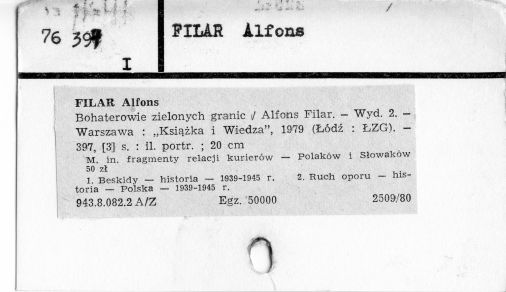 76 397
FILAR Alfons
I
FILAR Alfons
Bohaterowie zielonych granic / Alfons Filar. — Wyd. 2. —
Warszawa : „Książka i Wiedza”, 1979 (Łódź : ŁZG). —
397, [3] s. : il. portr. ; 20 cm
M. in. fragmenty relacji kurierów — Polaków i Słowaków
50 zł
1. Beskidy — historia — 1939-1945 r. 2. Ruch oporu — his-
toria — Polska — 1939-1945 r.
943.8.082.2 A/Z Egz. 50000 2509/80